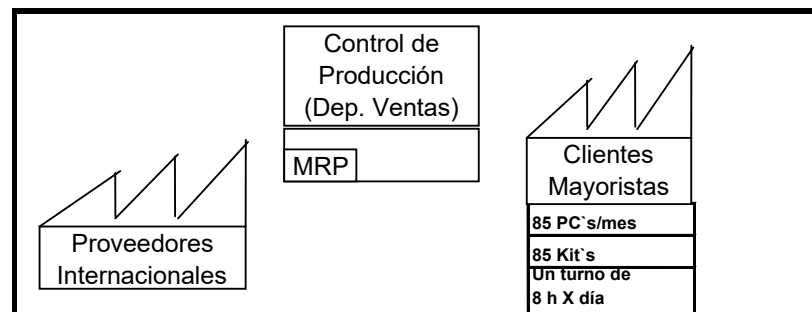 Control de
Producción
(Dep. Ventas)
MRP
Proveedores
Internacionales
Clientes
Mayoristas
85 PC`s/mes
85 Kit`s
Un turno de
8 h X día